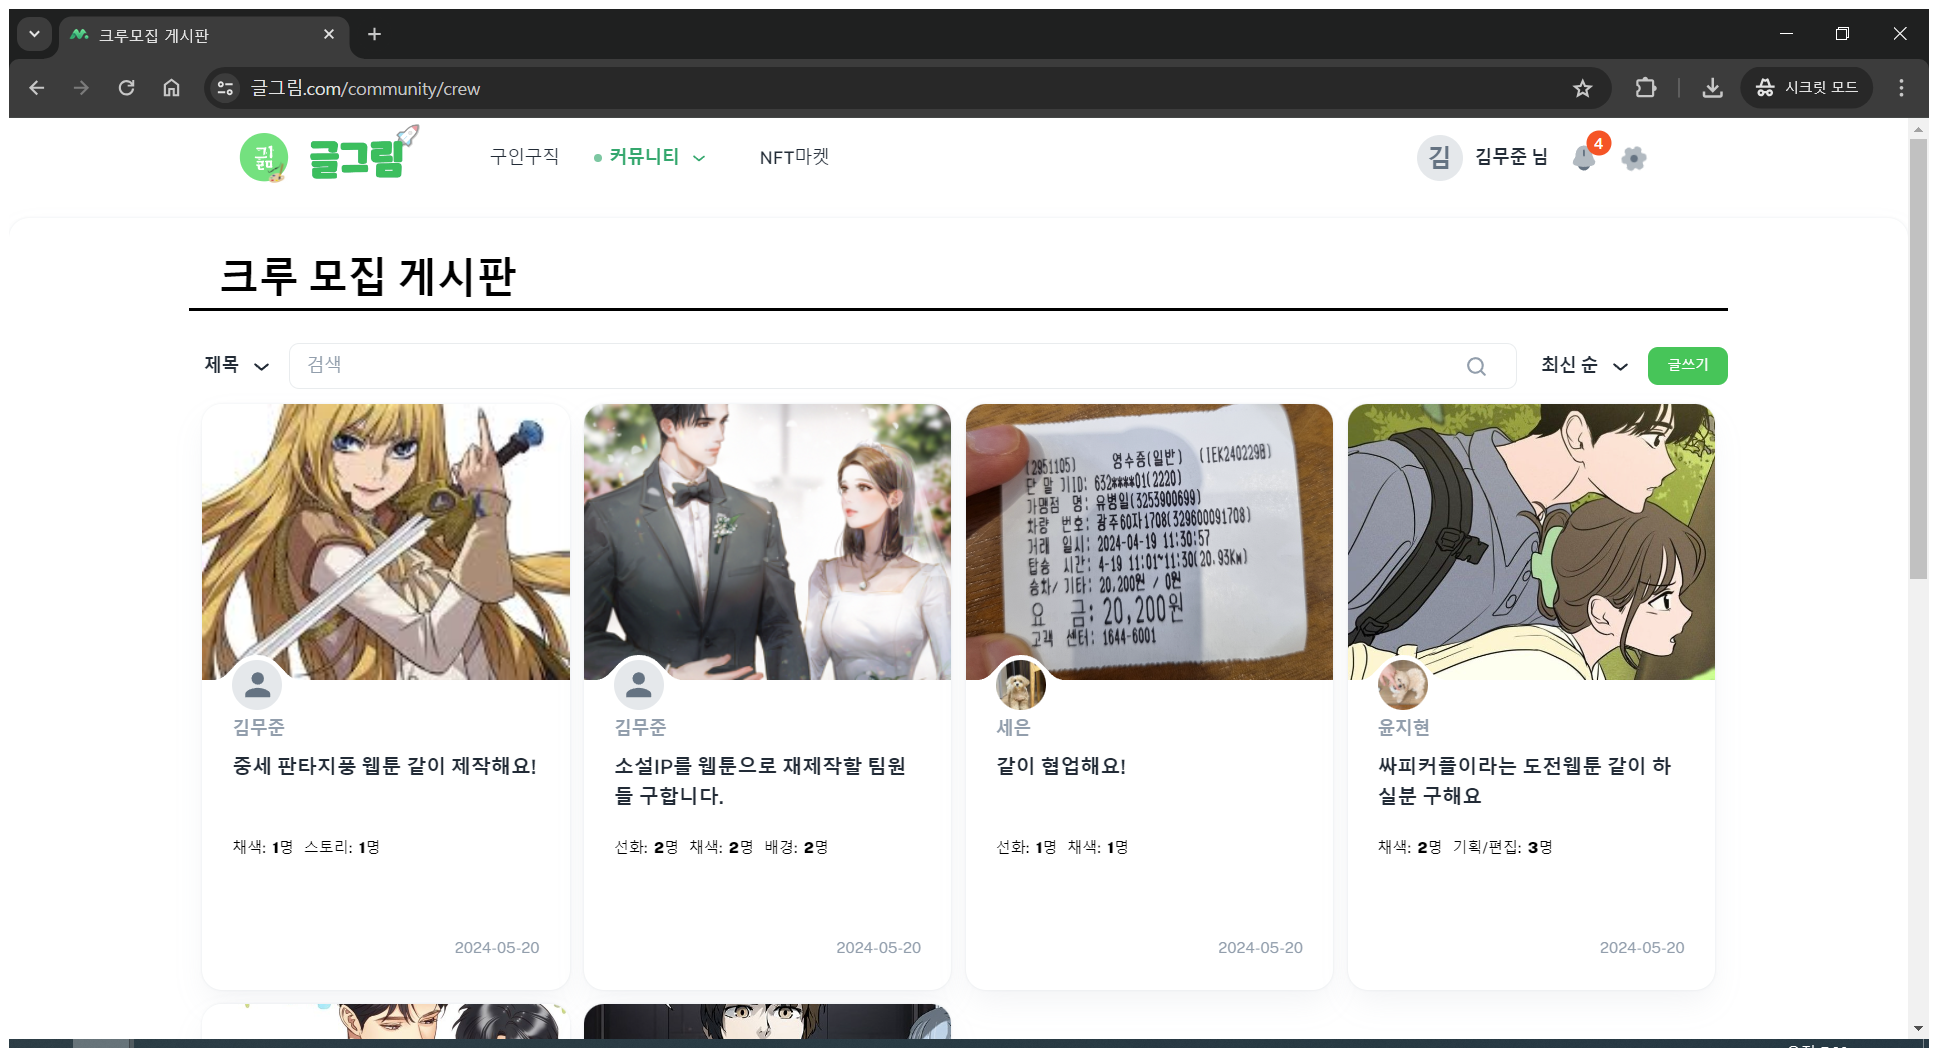 크루모집 게시판
글그림.com/community/crew
시크릿 모드
글그림
구인구직
커뮤니티
NFT마켓
김
김무준 님
4
크루 모집 게시판
제목
검색
최신 순
글쓰기
(2951105) 영수증(일반) (IEK240229B)
단 말 기ID: 632****01(2220)
가맹점 명: 유병일(3253900699)
차량 번호: 광주60자1708(329600091708)
거래 일시: 2024-04-19 11:30:57
탑승 시간: 4-19 11:01~11:30(20.93Km)
승차/ 기타: 20,200원 / 0원
요 금: 20,200원
고객 센터: 1644-6001
김무준
중세 판타지풍 웹툰 같이 제작해요!
채색: 1명 스토리: 1명
2024-05-20
김무준
소설IP를 웹툰으로 재제작할 팀원
들 구합니다.
선화: 2명 채색: 2명 배경: 2명
2024-05-20
세은
같이 협업해요!
선화: 1명 채색: 1명
2024-05-20
윤지현
싸피커플이라는 도전웹툰 같이 하
실분 구해요
채색: 2명 기획/편집: 3명
2024-05-20